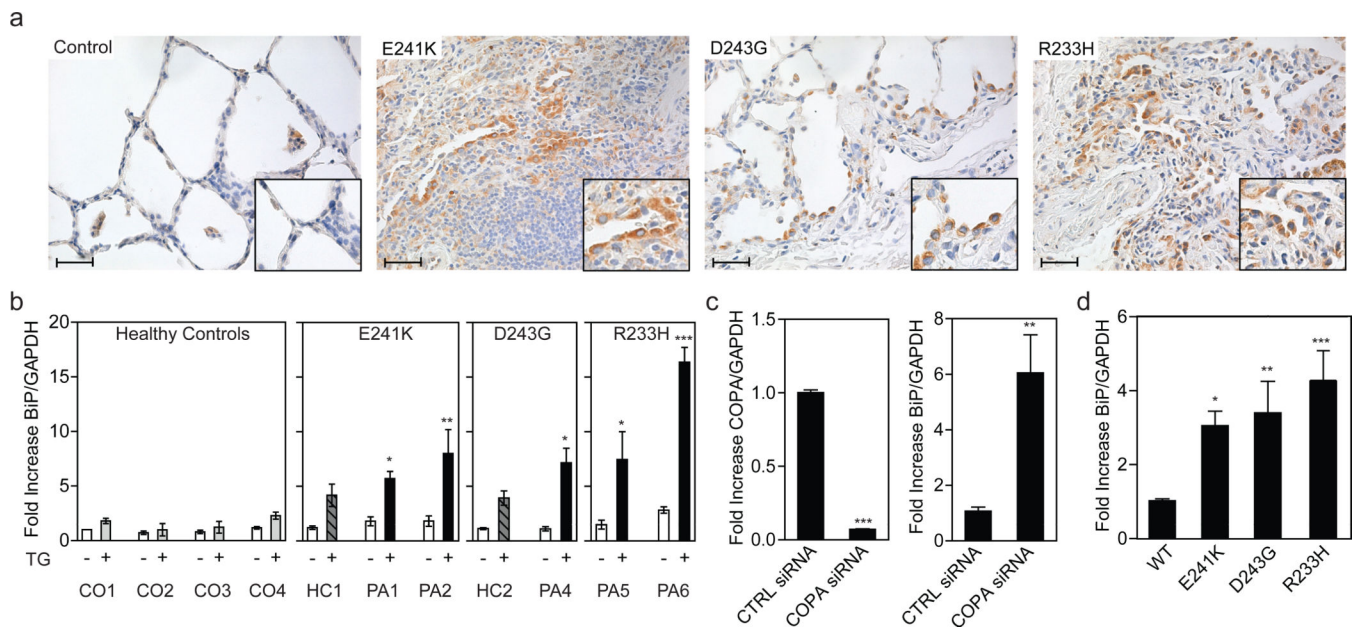 a
Control
E241K
D243G
R233H
b
Fold Increase BiP/GAPDH
20
15
10
5
0
Healthy Controls
E241K
D243G
R233H
* ** * * ***
TG - + - + - + - + - + - + - + - + - + - + - +
CO1 CO2 CO3 CO4 HC1 PA1 PA2 HC2 PA4 PA5 PA6
c
Fold Increase COPA/GAPDH
1.5
1.0
0.5
0.0
***
CTRL siRNA
COPA siRNA
Fold Increase BiP/GAPDH
8
6
4
2
0
**
CTRL siRNA
COPA siRNA
d
Fold Increase BiP/GAPDH
6
4
2
0
* ** ***
WT
E241K
D243G
R233H